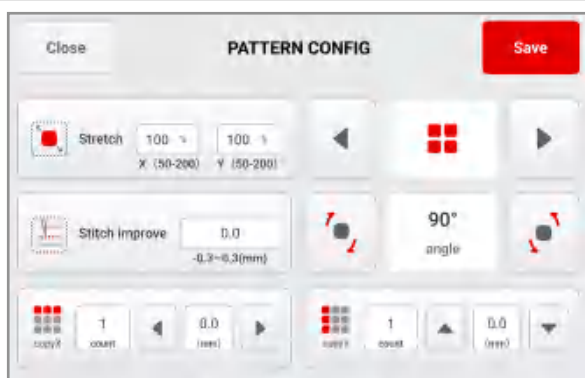 Close PATTERN CONFIG Save
Stretch 100 % 100 %
X (50-200) Y (50-200)
Stitch improve 0.0
-0.3~0.3(mm)
90°
angle
1 0.0
copyX count (mm)
1 0.0
copyY count (mm)